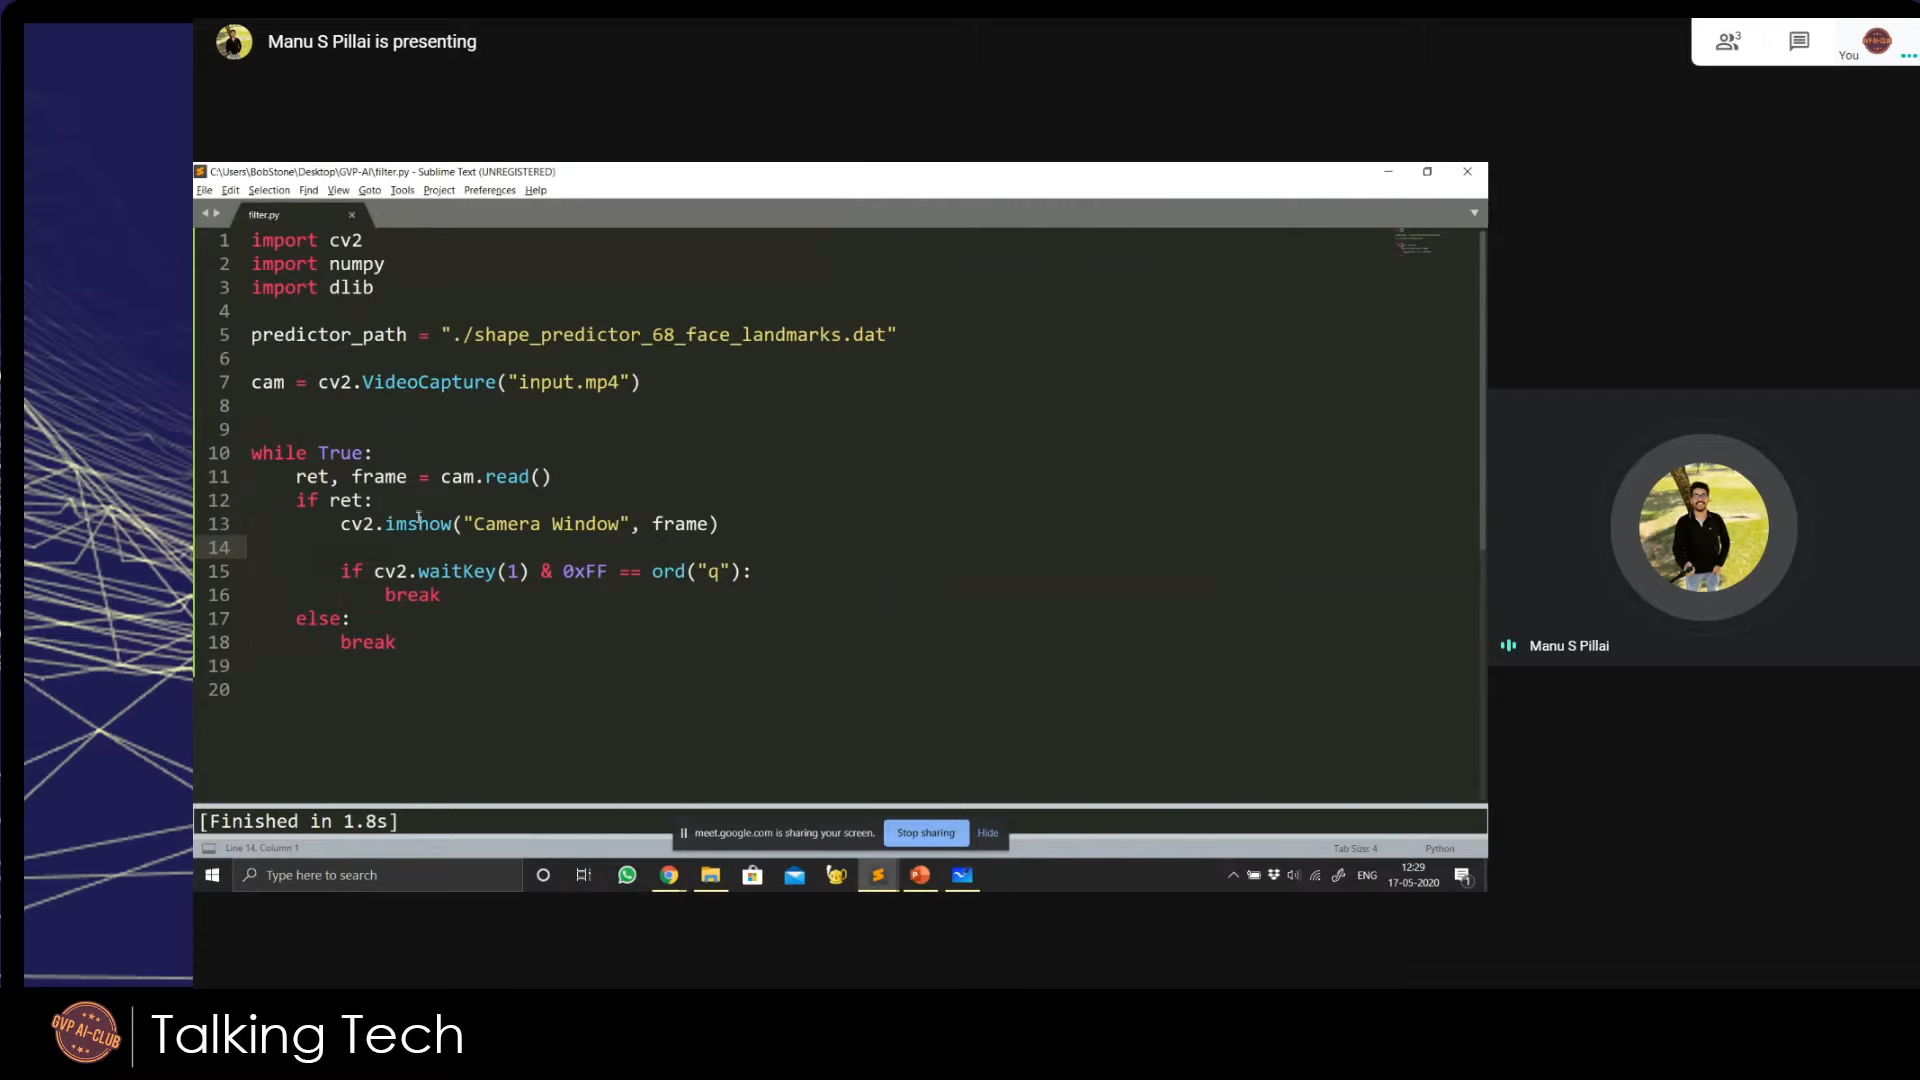 Manu S Pillai is presenting
3
You
C:\Users\BobStone\Desktop\GVP-AI\filter.py - Sublime Text (UNREGISTERED)
File Edit Selection Find View Goto Tools Project Preferences Help
filter.py
1 import cv2
2 import numpy
3 import dlib
4
5 predictor_path = "./shape_predictor_68_face_landmarks.dat"
6
7 cam = cv2.VideoCapture("input.mp4")
8
9
10 while True:
11 ret, frame = cam.read()
12 if ret:
13 cv2.imshow("Camera Window", frame)
14
15 if cv2.waitKey(1) & 0xFF == ord("q"):
16 break
17 else:
18 break
19
20
Manu S Pillai
[Finished in 1.8s]
meet.google.com is sharing your screen. Stop sharing Hide
Line 14, Column 1
Tab Size: 4 Python
Type here to search
ENG
12:29
17-05-2020
1
GVP AI-CLUB
Talking Tech